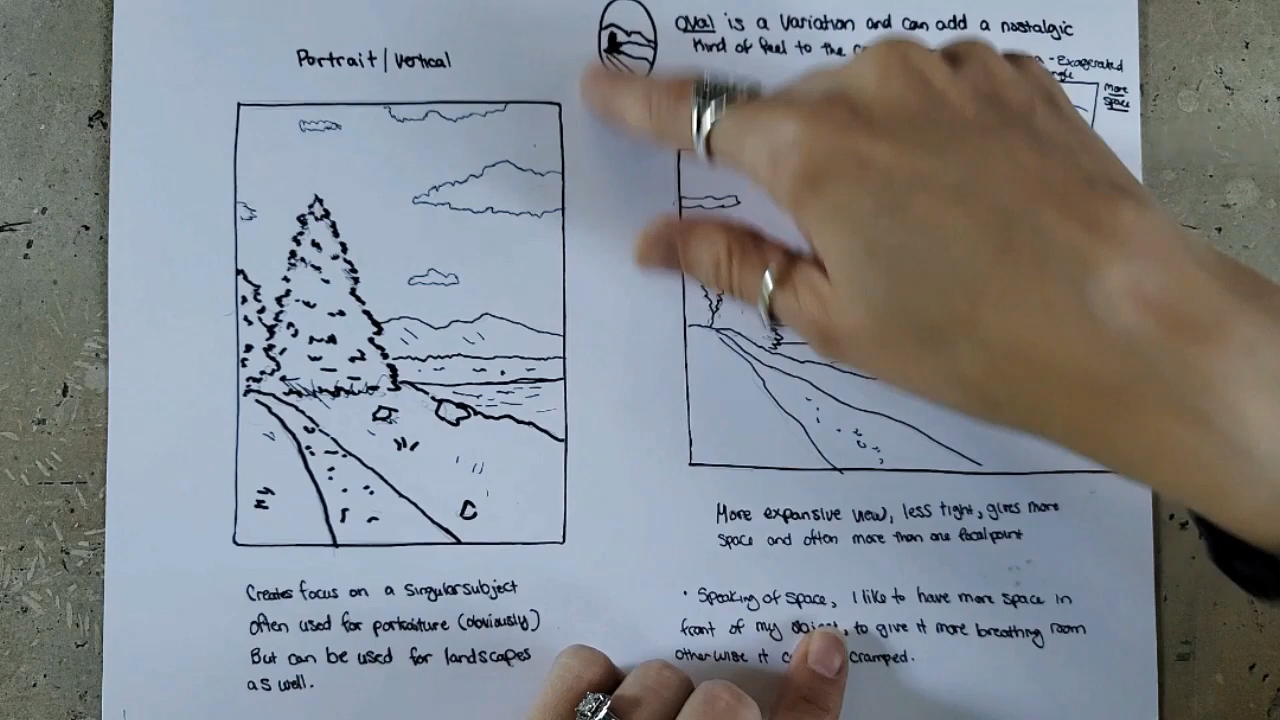 Portrait/Vertical
Oval is a variation and can add a nostalgic
kind of feel to the
- Exagerated
More
Space
Creates focus on a singular subject
Often used for portraiture (obviously)
But can be used for landscapes
as well.
More expansive view, less tight, gives more
space and often more than one focal point
• Speaking of space, I like to have more space in
front of my object, to give it more breathing room
otherwise it cramped.